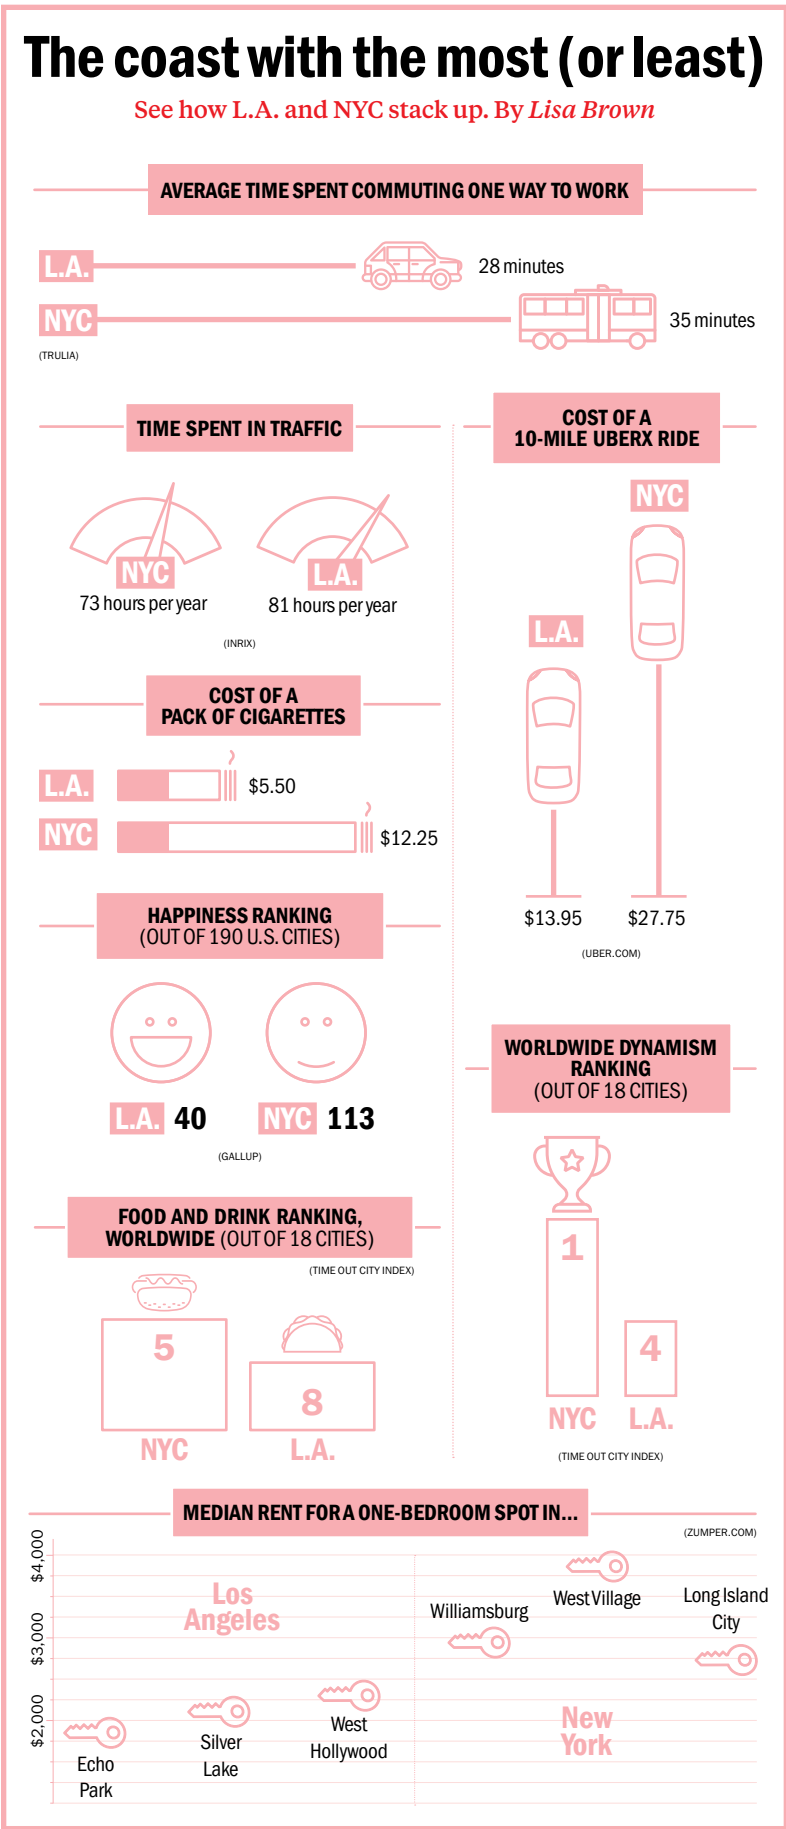 The coast with the most (or least)
See how L.A. and NYC stack up. By Lisa Brown
AVERAGE TIME SPENT COMMUTING ONE WAY TO WORK
L.A.
28 minutes
NYC
35 minutes
(TRULIA)
TIME SPENT IN TRAFFIC
NYC
73 hours per year
L.A.
81 hours per year
(INRIX)
COST OF A
10-MILE UBERX RIDE
NYC
L.A.
$13.95
$27.75
(UBER.COM)
COST OF A
PACK OF CIGARETTES
L.A.
$5.50
NYC
$12.25
HAPPINESS RANKING
(OUT OF 190 U.S. CITIES)
L.A. 40
NYC 113
(GALLUP)
WORLDWIDE DYNAMISM
RANKING
(OUT OF 18 CITIES)
1
4
NYC
L.A.
(TIME OUT CITY INDEX)
FOOD AND DRINK RANKING,
WORLDWIDE (OUT OF 18 CITIES)
(TIME OUT CITY INDEX)
5
8
NYC
L.A.
MEDIAN RENT FOR A ONE-BEDROOM SPOT IN...
(ZUMPER.COM)
$4,000
$3,000
$2,000
Los
Angeles
Echo
Park
Silver
Lake
West
Hollywood
Williamsburg
West Village
Long Island
City
New
York